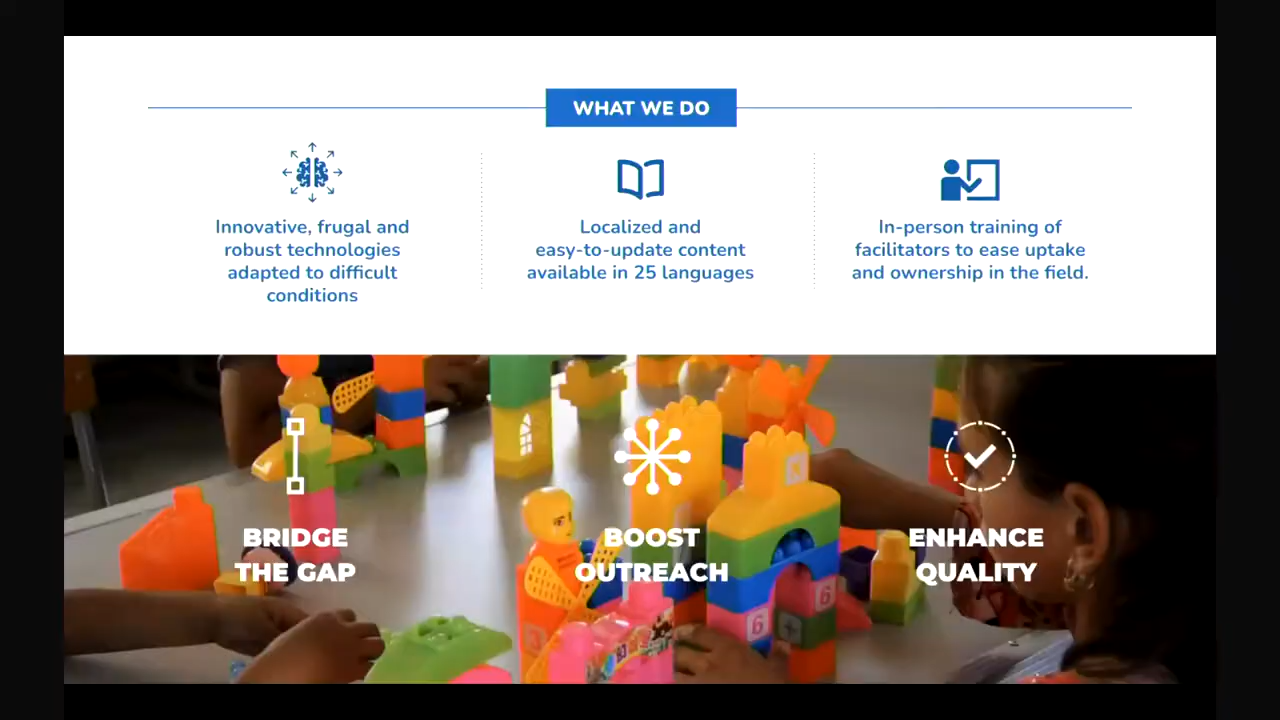 WHAT WE DO
Innovative, frugal and
robust technologies
adapted to difficult
conditions
Localized and
easy-to-update content
available in 25 languages
In-person training of
facilitators to ease uptake
and ownership in the field.
BRIDGE
THE GAP
BOOST
OUTREACH
ENHANCE
QUALITY
6
6